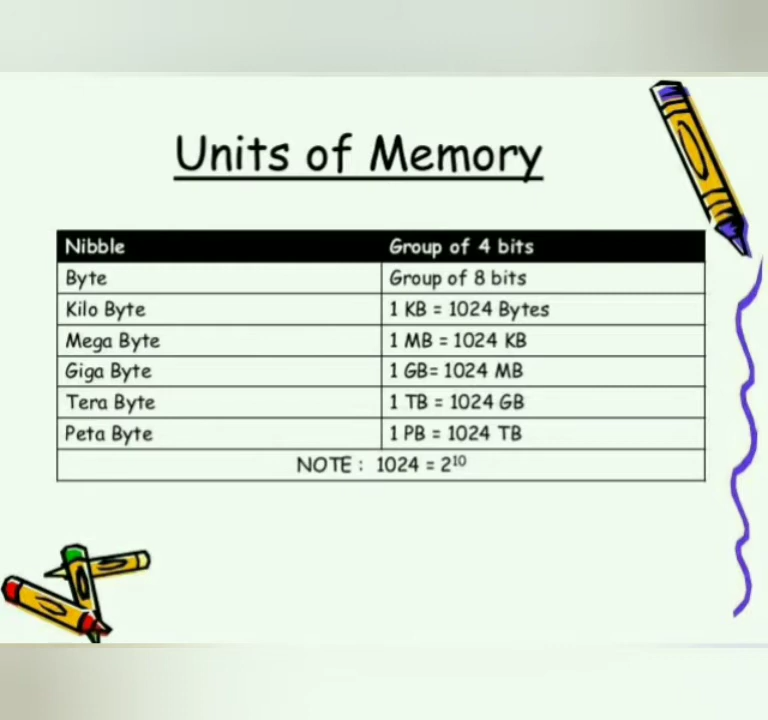 Units of Memory
Nibble Group of 4 bits
Byte Group of 8 bits
Kilo Byte 1 KB = 1024 Bytes
Mega Byte 1 MB = 1024 KB
Giga Byte 1 GB= 1024 MB
Tera Byte 1 TB = 1024 GB
Peta Byte 1 PB = 1024 TB
NOTE : 1024 = 2¹⁰